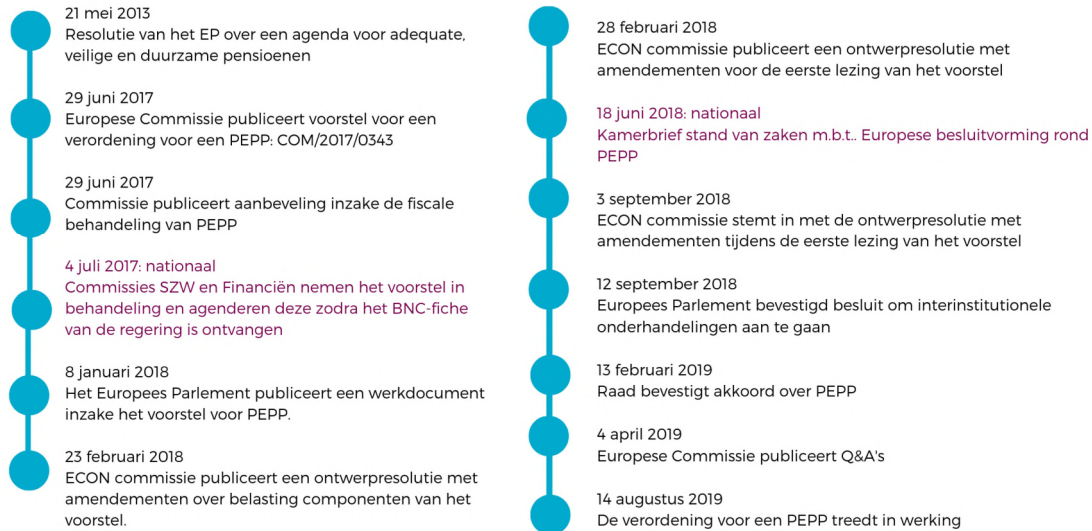 21 mei 2013
Resolutie van het EP over een agenda voor adequate,
veilige en duurzame pensioenen
29 juni 2017
Europese Commissie publiceert voorstel voor een
verordening voor een PEPP: COM/2017/0343
29 juni 2017
Commissie publiceert aanbeveling inzake de fiscale
behandeling van PEPP
4 juli 2017: nationaal
Commissies SZW en Financiën nemen het voorstel in
behandeling en agenderen deze zodra het BNC-fiche
van de regering is ontvangen
8 januari 2018
Het Europees Parlement publiceert een werkdocument
inzake het voorstel voor PEPP.
23 februari 2018
ECON commissie publiceert een ontwerpresolutie met
amendementen over belasting componenten van het
voorstel.
28 februari 2018
ECON commissie publiceert een ontwerpresolutie met
amendementen voor de eerste lezing van het voorstel
18 juni 2018: nationaal
Kamerbrief stand van zaken m.b.t.. Europese besluitvorming rond
PEPP
3 september 2018
ECON commissie stemt in met de ontwerpresolutie met
amendementen tijdens de eerste lezing van het voorstel
12 september 2018
Europees Parlement bevestigd besluit om interinstitutionele
onderhandelingen aan te gaan
13 februari 2019
Raad bevestigt akkoord over PEPP
4 april 2019
Europese Commissie publiceert Q&A's
14 augustus 2019
De verordening voor een PEPP treedt in werking